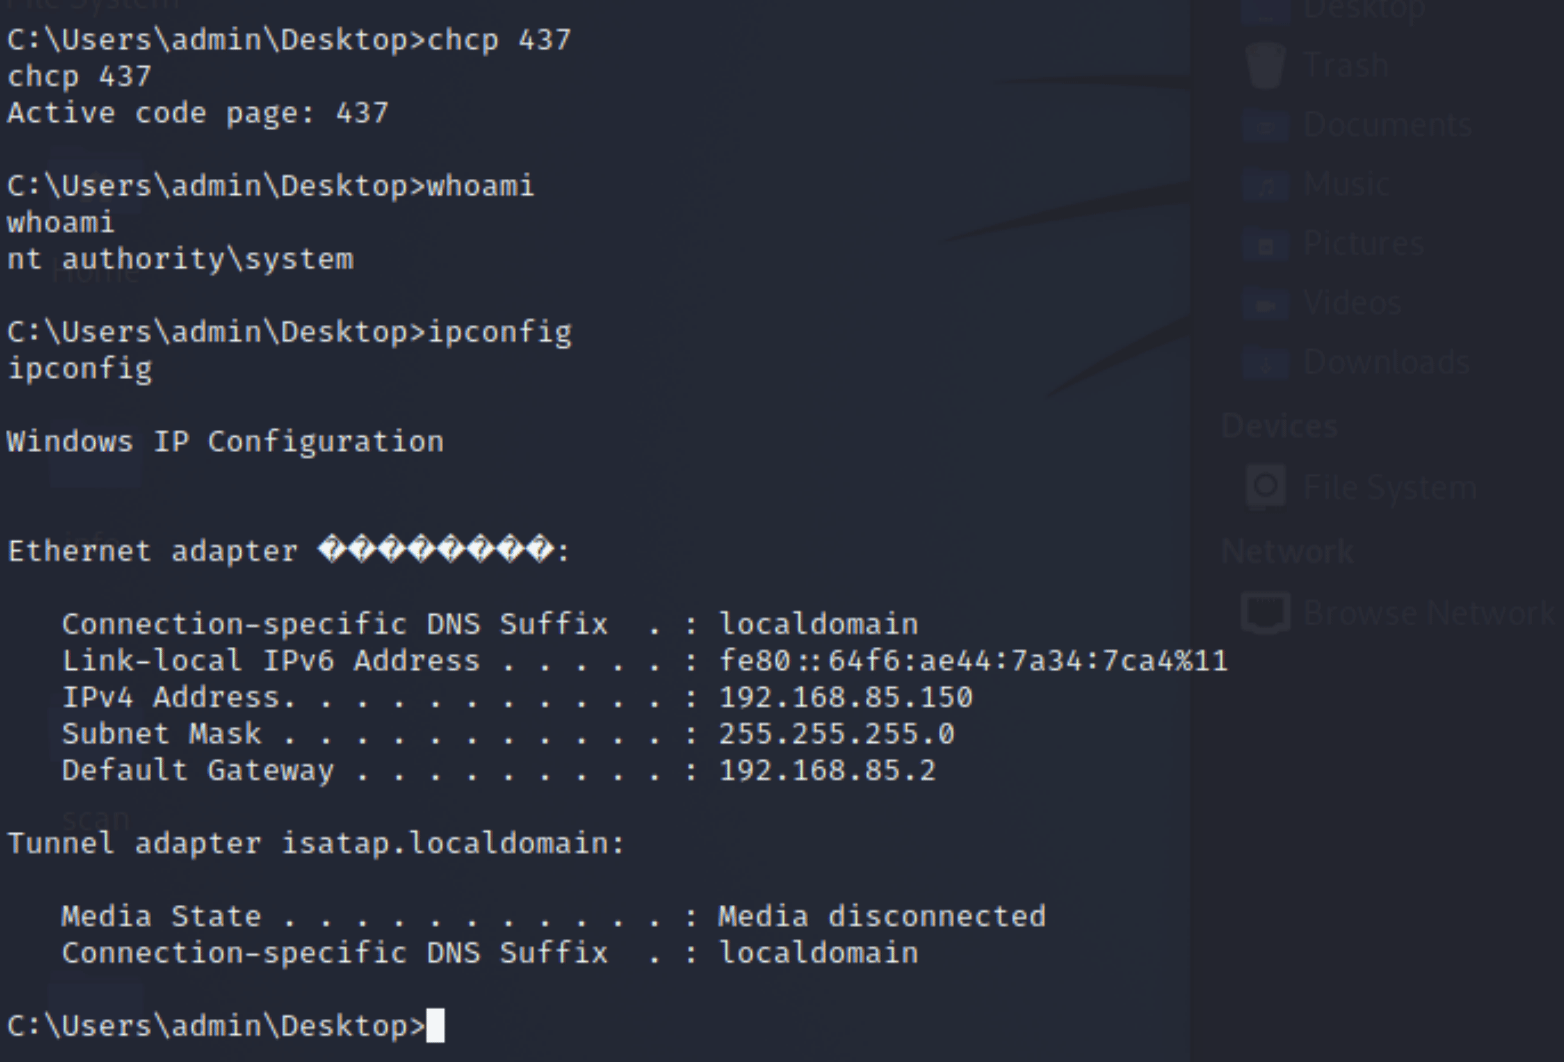 C:\Users\admin\Desktop>chcp 437
chcp 437
Active code page: 437
C:\Users\admin\Desktop>whoami
whoami
nt authority\system
C:\Users\admin\Desktop>ipconfig
ipconfig
Windows IP Configuration
Ethernet adapter ��������:
Connection-specific DNS Suffix  . : localdomain
Link-local IPv6 Address . . . . . : fe80::64f6:ae44:7a34:7ca4%11
IPv4 Address. . . . . . . . . . . : 192.168.85.150
Subnet Mask . . . . . . . . . . . : 255.255.255.0
Default Gateway . . . . . . . . . : 192.168.85.2
Tunnel adapter isatap.localdomain:
Media State . . . . . . . . . . . : Media disconnected
Connection-specific DNS Suffix  . : localdomain
C:\Users\admin\Desktop>
File System
Home
scan
Desktop
Trash
Documents
Music
Pictures
Videos
Downloads
Devices
File System
Network
Browse Network